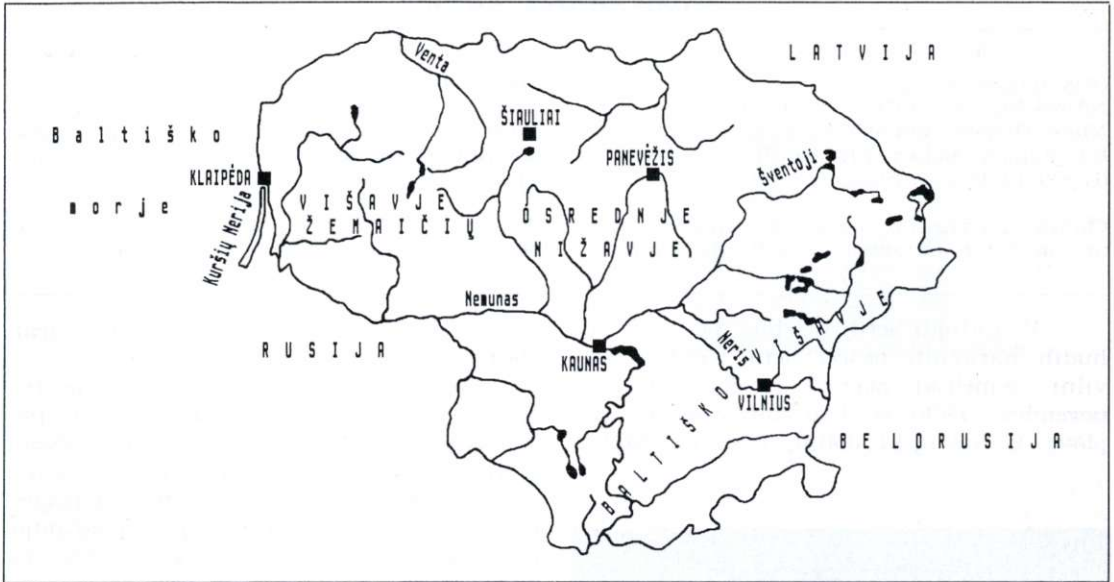 LATVIJA
Venta
ŠIAULIAI
Baltiško
PANEVĖŽIS
Šventoji
KLAIPĖDA
morje
VIŠAVJE
ŽEMAIČIŲ
OSREDNJE
NIŽAVJE
Kuršių Nerija
Nemunas
RUSIJA
KAUNAS
Neris
VILNIUS
BALTIŠKO VIŠAVJE
BELORUSIJA